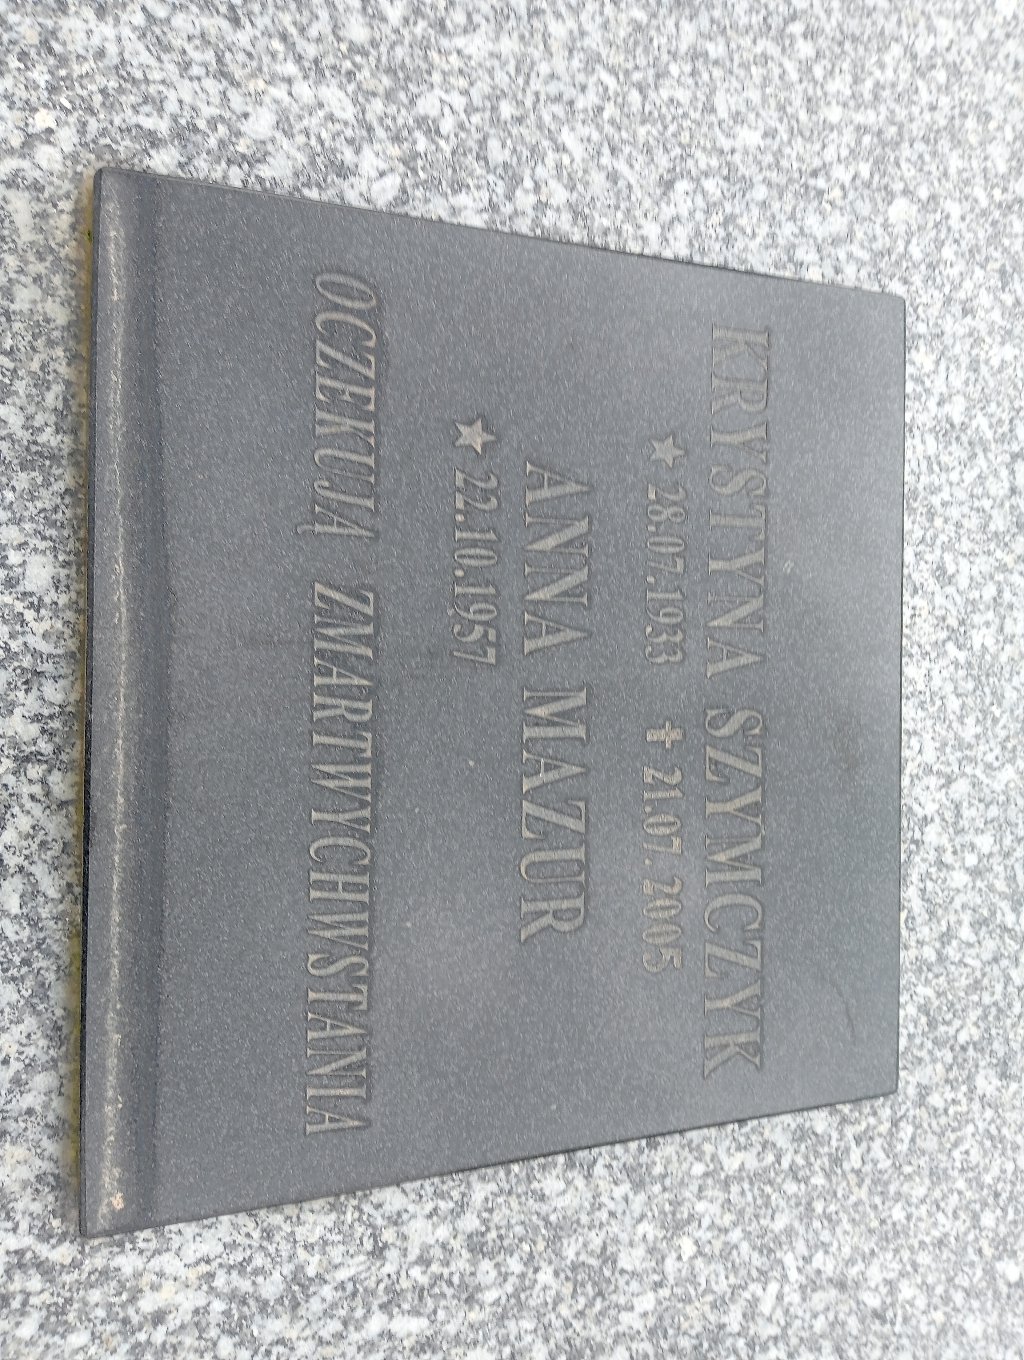 KRYSTYNA SZYMCZYK
★ 28.07.1933 ✝ 21.07.2005
ANNA MAZUR
★ 22.10.1957
OCZEKUJĄ ZMARTWYCHWSTANIA